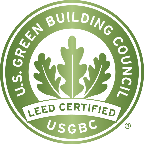 U.S. GREEN BUILDING COUNCIL
LEED CERTIFIED
USGBC
®